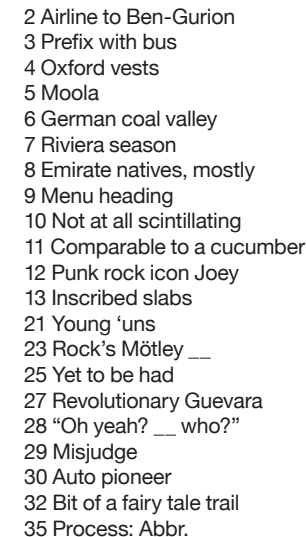 2 Airline to Ben-Gurion
3 Prefix with bus
4 Oxford vests
5 Moola
6 German coal valley
7 Riviera season
8 Emirate natives, mostly
9 Menu heading
10 Not at all scintillating
11 Comparable to a cucumber
12 Punk rock icon Joey
13 Inscribed slabs
21 Young ‘uns
23 Rock's Mötley __
25 Yet to be had
27 Revolutionary Guevara
28 “Oh yeah? __ who?”
29 Misjudge
30 Auto pioneer
32 Bit of a fairy tale trail
35 Process: Abbr.